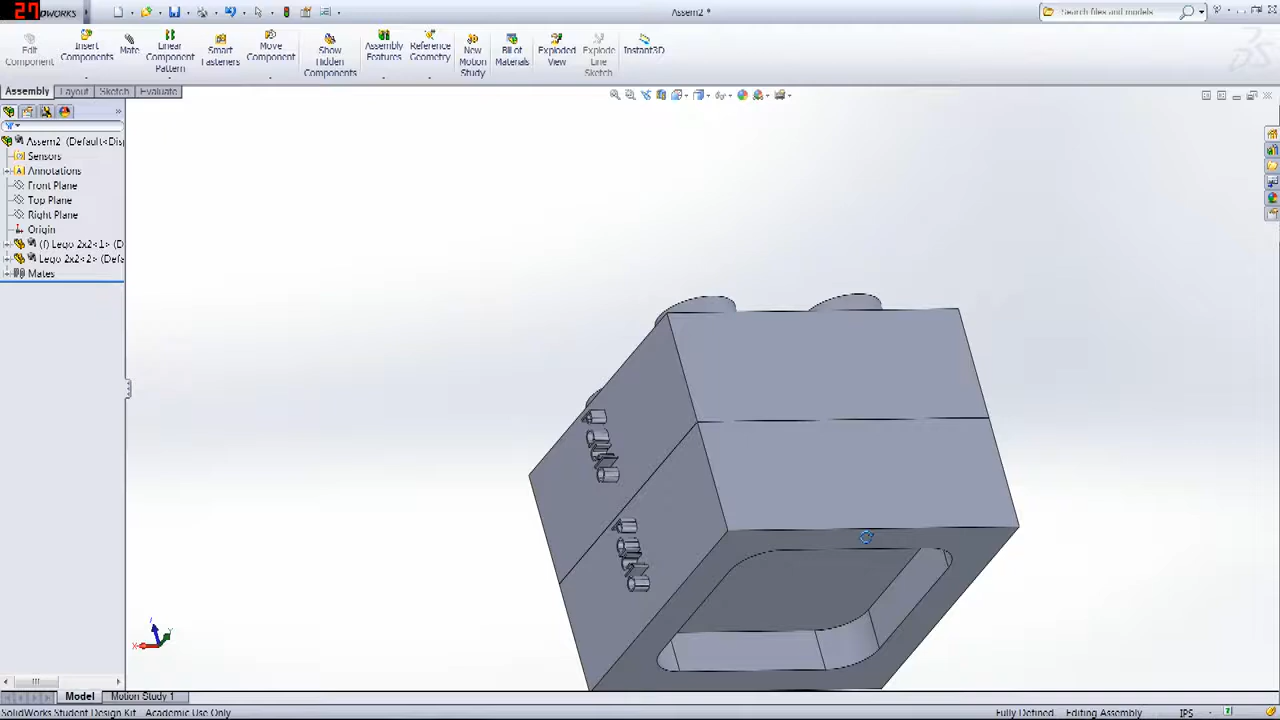 27
Assem2 *
Search files and models
Edit Component
Insert Components
Mate
Linear Component Pattern
Smart Fasteners
Move Component
Show Hidden Components
Assembly Features
Reference Geometry
New Motion Study
Bill of Materials
Exploded View
Explode Line Sketch
Instant3D
Assembly Layout Sketch Evaluate
Assem2 (Default<Disp
Sensors
Annotations
Front Plane
Top Plane
Right Plane
Origin
(f) Lego 2x2<1> (D
Lego 2x2<2> (Defa
Mates
Model Motion Study 1
SolidWorks Student Design Kit - Academic Use Only
Fully Defined Editing Assembly IPS